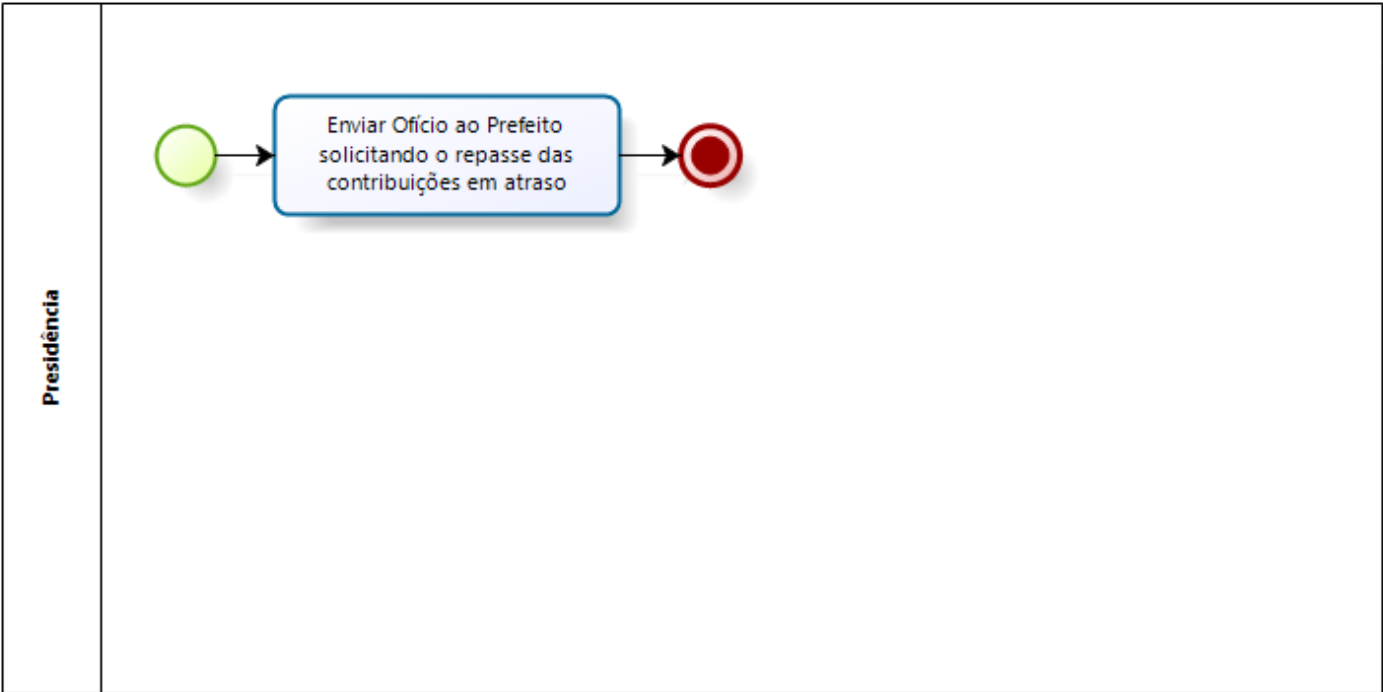 Presidência
Enviar Ofício ao Prefeito
solicitando o repasse das
contribuições em atraso